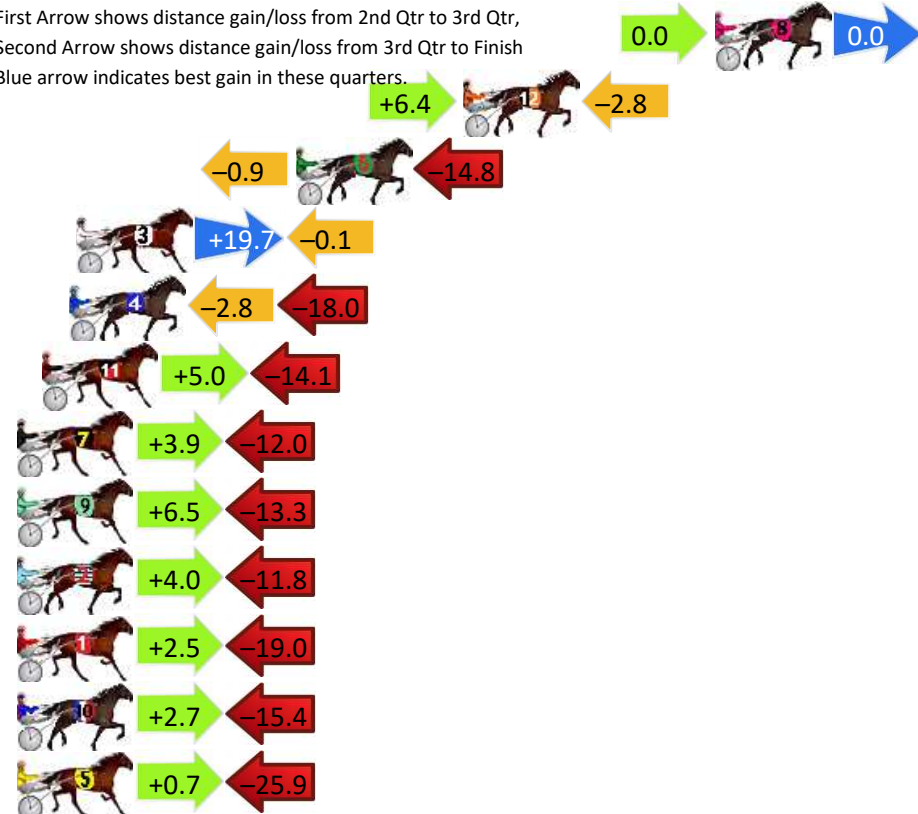 First Arrow shows distance gain/loss from 2nd Qtr to 3rd Qtr,
Second Arrow shows distance gain/loss from 3rd Qtr to Finish
Blue arrow indicates best gain in these quarters.
0.0 8 0.0
+6.4 12 –2.8
–0.9 6 –14.8
3 +19.7 –0.1
4 –2.8 –18.0
11 +5.0 –14.1
7 +3.9 –12.0
9 +6.5 –13.3
2 +4.0 –11.8
1 +2.5 –19.0
10 +2.7 –15.4
5 +0.7 –25.9